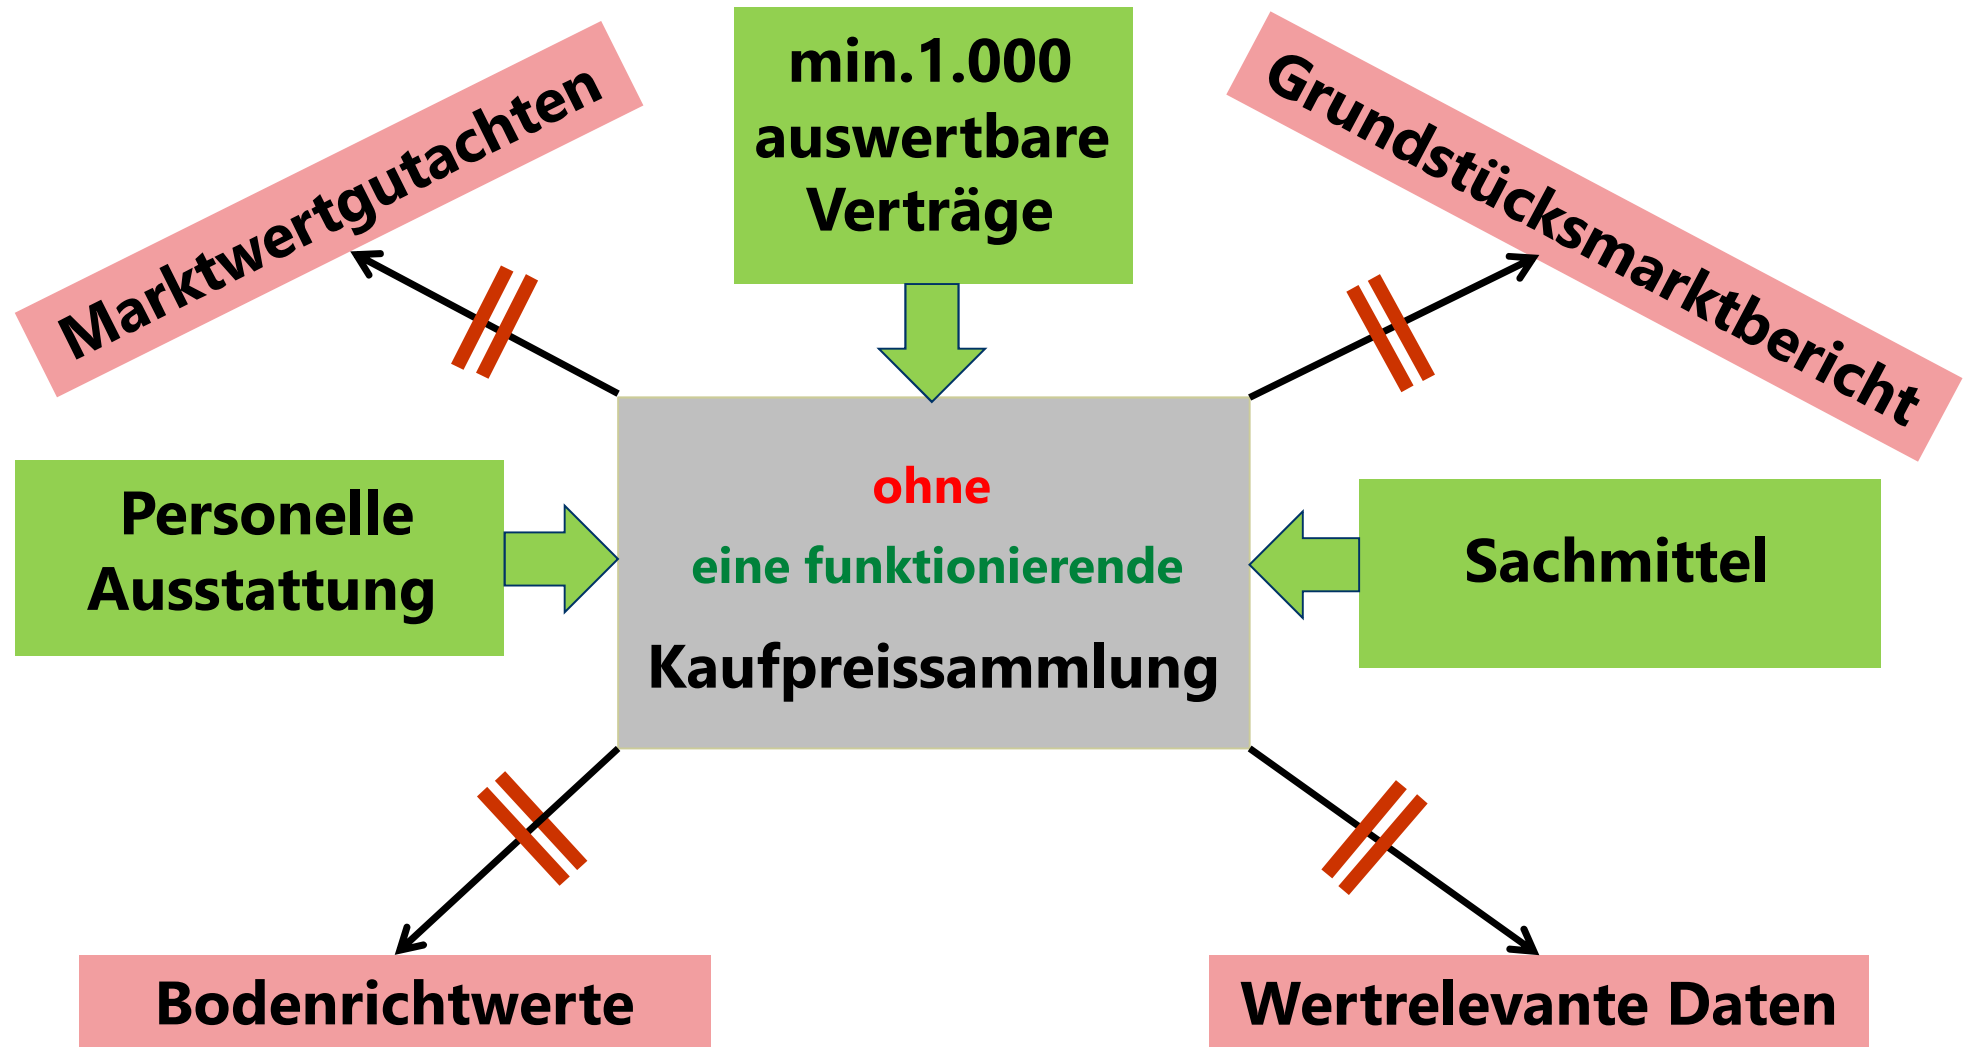 Marktwertgutachten
min.1.000
auswertbare
Verträge
Grundstücksmarktbericht
Personelle
Ausstattung
ohne
eine funktionierende
Kaufpreissammlung
Sachmittel
Bodenrichtwerte
Wertrelevante Daten